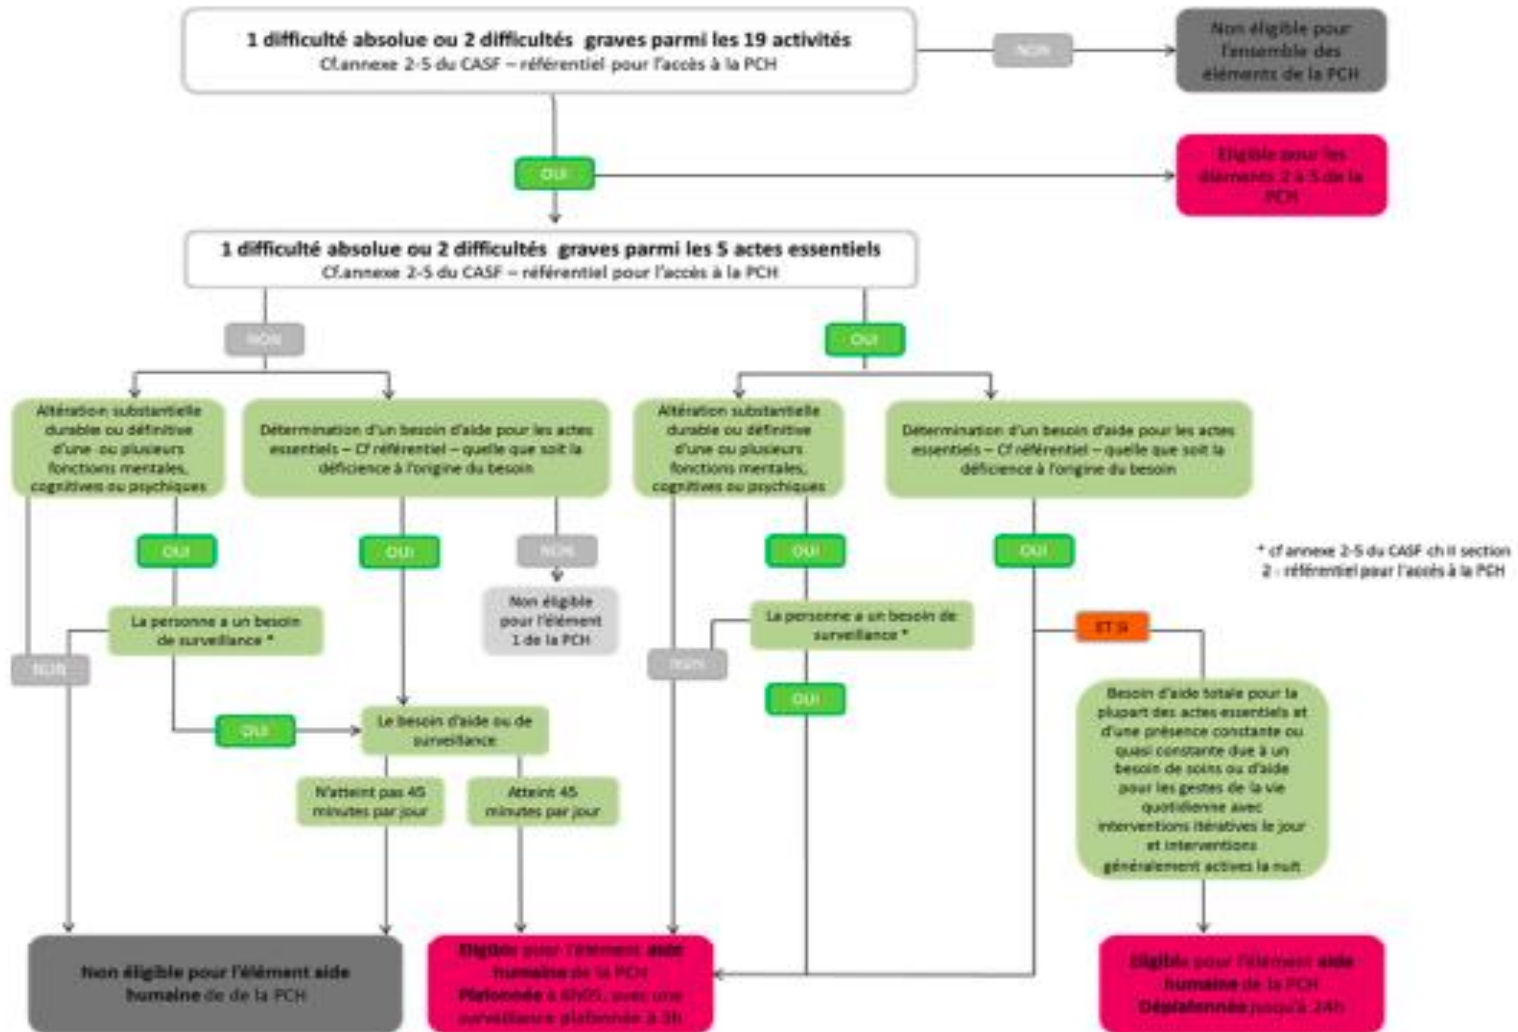 1 difficulté absolue ou 2 difficultés graves parmi les 19 activités
Cf.annexe 2-5 du CASF – référentiel pour l'accès à la PCH
NON
Non éligible pour
l'ensemble des
éléments de la PCH
OUI
Eligible pour les
éléments 2 à 5 de la
PCH
1 difficulté absolue ou 2 difficultés graves parmi les 5 actes essentiels
Cf.annexe 2-5 du CASF – référentiel pour l'accès à la PCH
NON
OUI
Altération substantielle
durable ou définitive
d'une ou plusieurs
fonctions mentales,
cognitives ou psychiques
Détermination d'un besoin d'aide pour les actes
essentiels – Cf référentiel – quelle que soit la
déficience à l'origine du besoin
Altération substantielle
durable ou définitive
d'une ou plusieurs
fonctions mentales,
cognitives ou psychiques
Détermination d'un besoin d'aide pour les actes
essentiels – Cf référentiel – quelle que soit la
déficience à l'origine du besoin
OUI
OUI
NON
OUI
OUI
* cf annexe 2-5 du CASF ch II section
2 - référentiel pour l'accès à la PCH
Non éligible
pour l'élément
1 de la PCH
La personne a un besoin
de surveillance *
La personne a un besoin de
surveillance *
ET SI
NON
NON
OUI
OUI
Le besoin d'aide ou de
surveillance
Besoin d'aide totale pour la
plupart des actes essentiels et
d'une présence constante ou
quasi constante due à un
besoin de soins ou d'aide
pour les gestes de la vie
quotidienne avec
interventions itératives le jour
et interventions
généralement actives la nuit
N'atteint pas 45
minutes par jour
Atteint 45
minutes par jour
Non éligible pour l'élément aide
humaine de de la PCH
Eligible pour l'élément aide
humaine de la PCH
Plafonnée à 6h05, avec une
surveillance plafonnée à 3h
Eligible pour l'élément aide
humaine de la PCH
Déplafonnée jusqu'à 24h